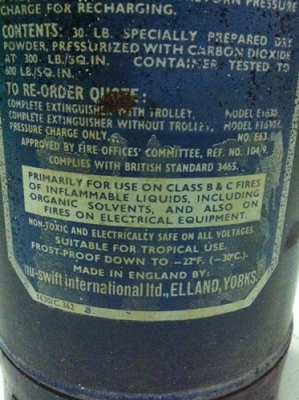 PRESSURE
CHARGE FOR RECHARGING.
CONTENTS: 30 LB. SPECIALLY PREPARED DRY
POWDER, PRESSURIZED WITH CARBON DIOXIDE
AT 300 LB/SQ.IN. CONTAINER TESTED TO
600 LB/SQ.IN.
TO RE-ORDER QUOTE:
COMPLETE EXTINGUISHER WITH TROLLEY, MODEL E1630.
COMPLETE EXTINGUISHER WITHOUT TROLLEY, MODEL
PRESSURE CHARGE ONLY, No.
APPROVED BY FIRE OFFICES' COMMITTEE, REF. NO. 104/9.
COMPLIES WITH BRITISH STANDARD 3465.
PRIMARILY FOR USE ON CLASS B & C FIRES
OF INFLAMMABLE LIQUIDS, INCLUDING
ORGANIC SOLVENTS, AND ALSO ON
FIRES ON ELECTRICAL EQUIPMENT.
NON-TOXIC AND ELECTRICALLY SAFE ON ALL VOLTAGES.
SUITABLE FOR TROPICAL USE.
FROST-PROOF DOWN TO -22°F. (-30°C.).
MADE IN ENGLAND BY:
nu-swift international ltd., ELLAND, YORKS.
1630/C.362 B.